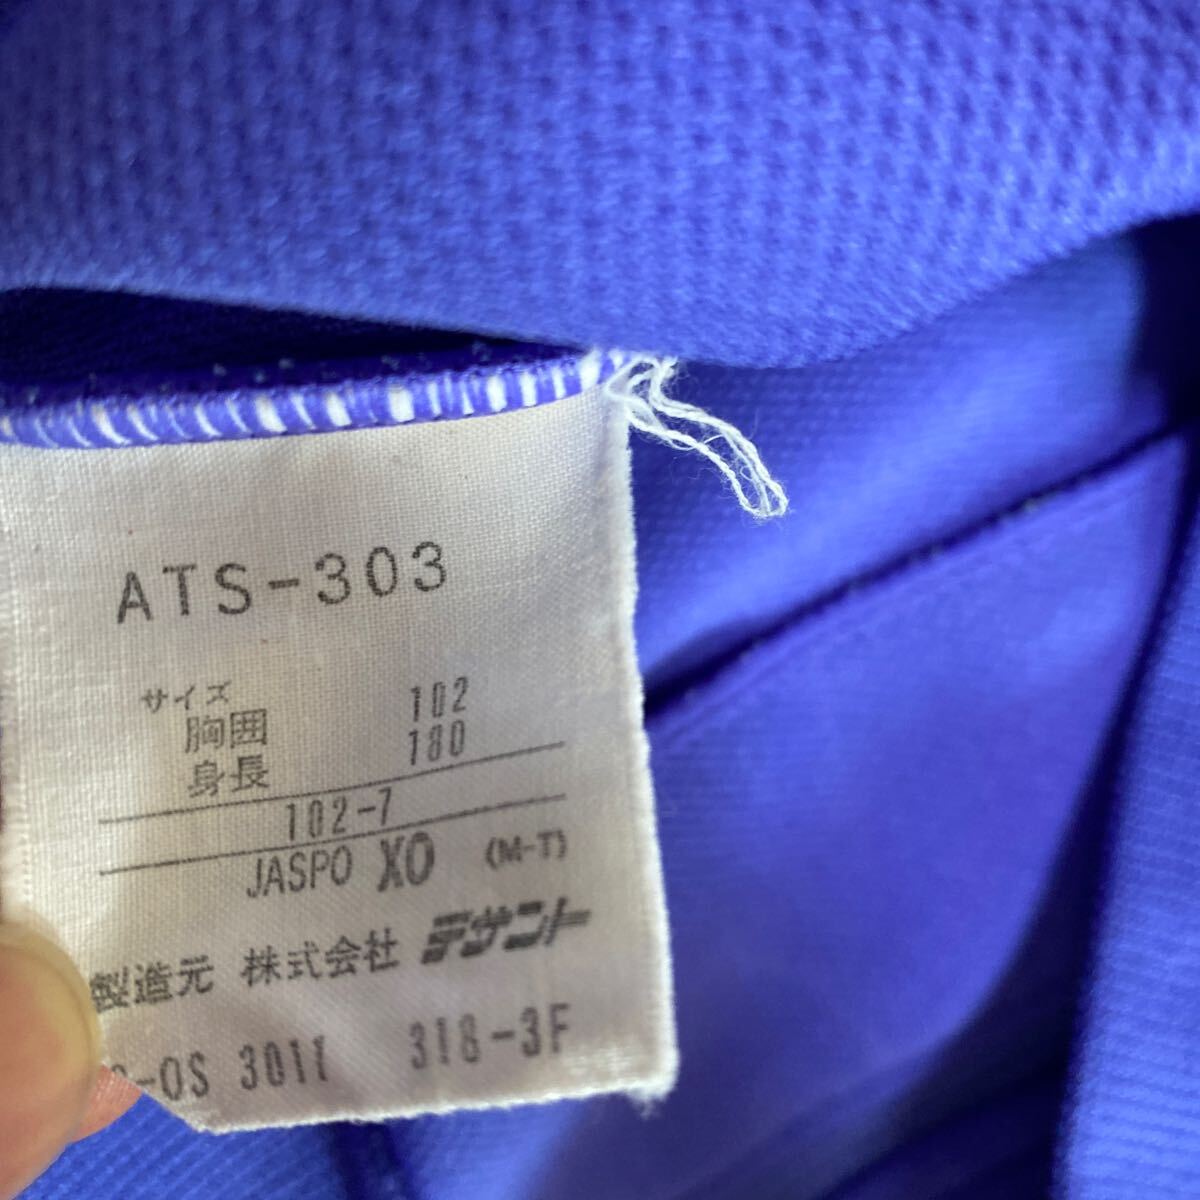 ATS-303
サイズ
胸囲 102
身長 180
102-7
JASPO XO (M-T)
製造元 株式会社 デサント
-OS 3011 318-3F